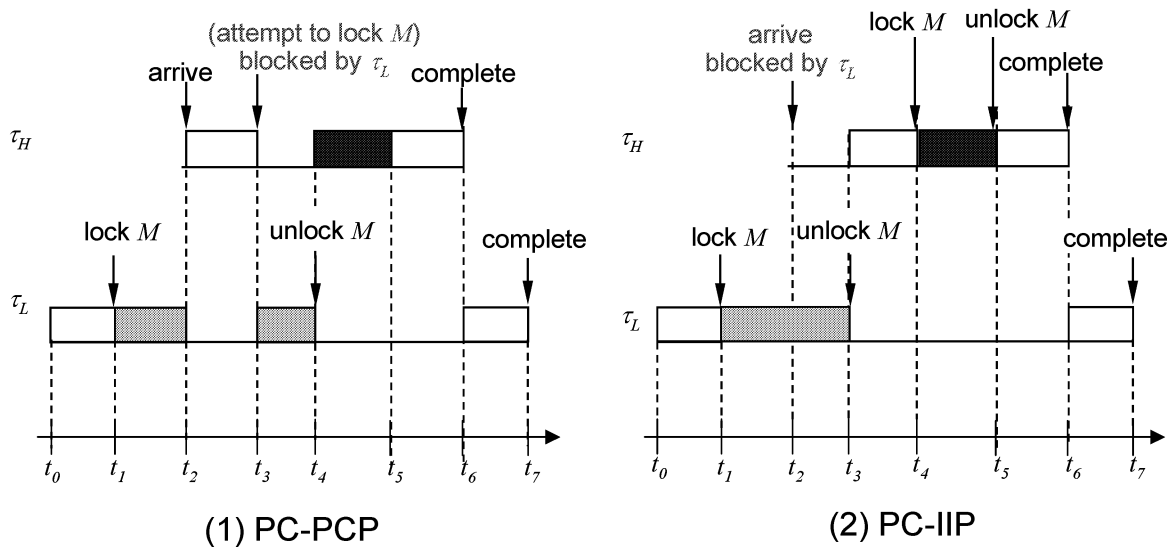 (attempt to lock M)
blocked by τL
arrive
complete
τH
lock M
unlock M
complete
τL
t0 t1 t2 t3 t4 t5 t6 t7
(1) PC-PCP
lock M
unlock M
arrive
blocked by τL
complete
τH
lock M
unlock M
complete
τL
t0 t1 t2 t3 t4 t5 t6 t7
(2) PC-IIP